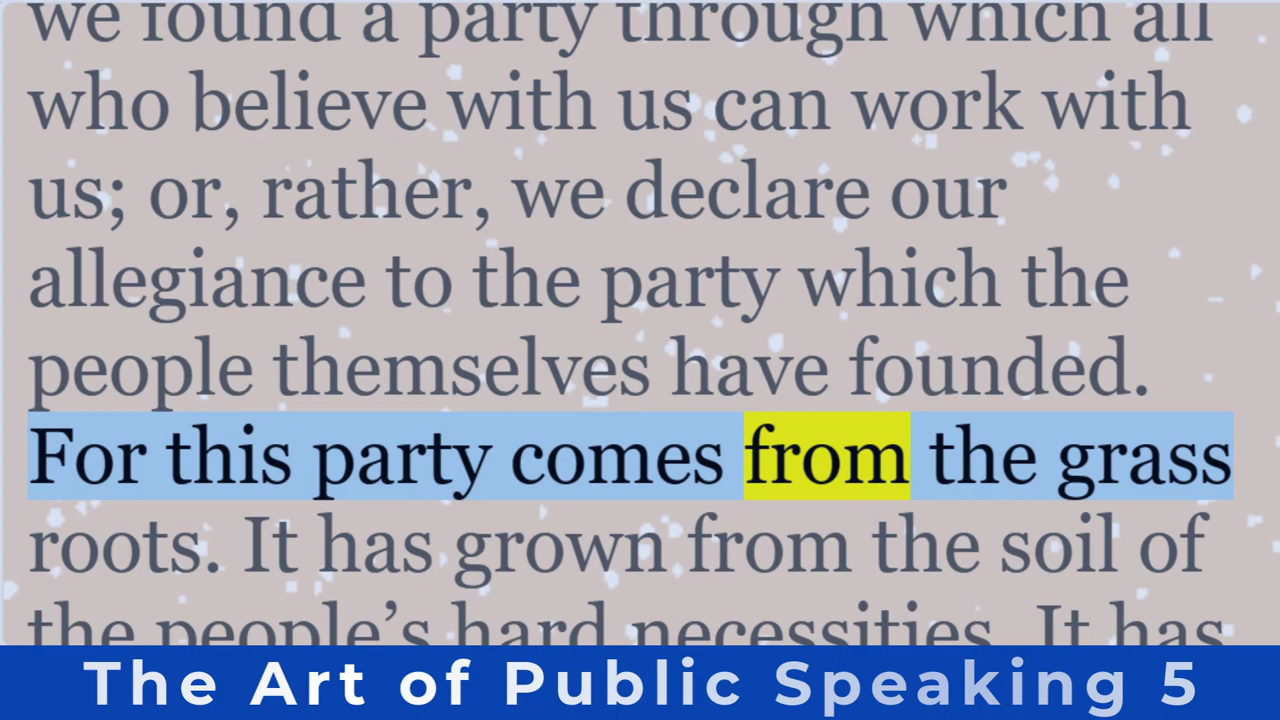 we found a party through which all
who believe with us can work with
us; or, rather, we declare our
allegiance to the party which the
people themselves have founded.
For this party comes from the grass
roots. It has grown from the soil of
the people’s hard necessities. It has
The Art of Public Speaking 5